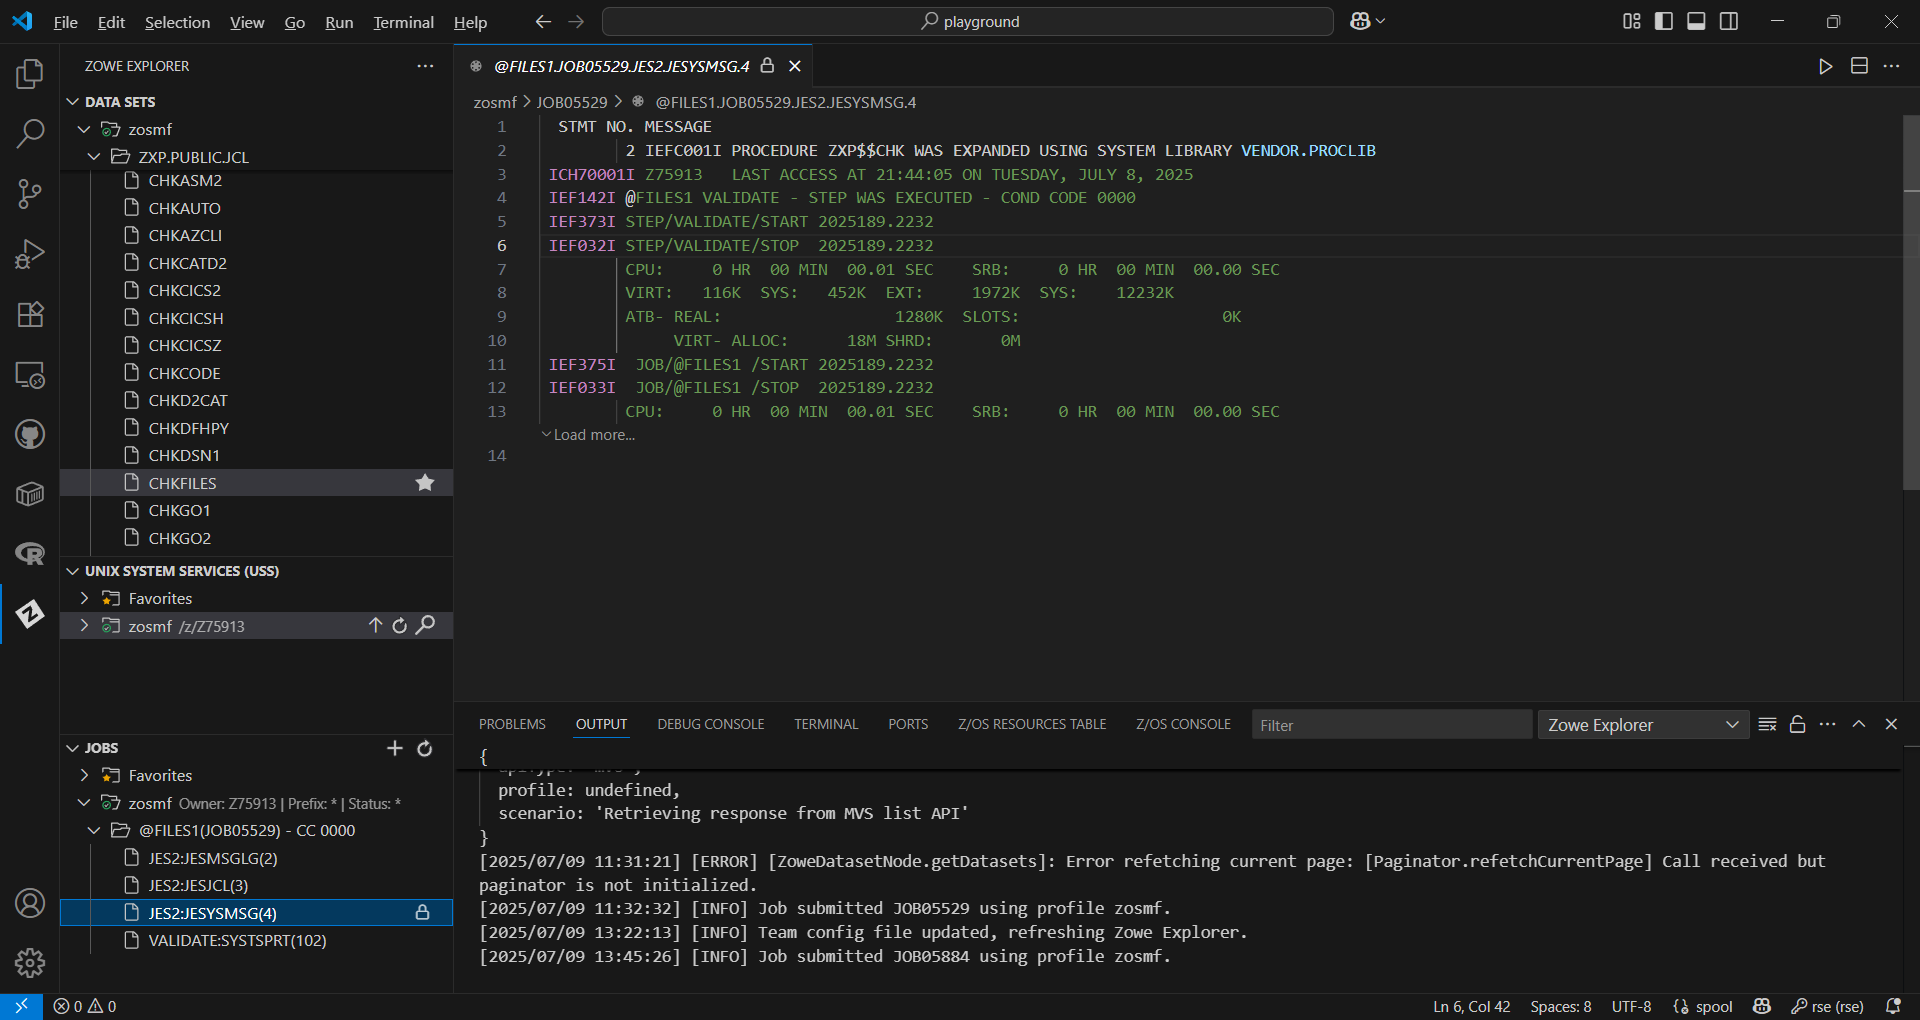 File Edit Selection View Go Run Terminal Help
playground
ZOWE EXPLORER
DATA SETS
zosmf
ZXP.PUBLIC.JCL
CHKASM2
CHKAUTO
CHKAZCLI
CHKCATD2
CHKCICS2
CHKCICSH
CHKCICSZ
CHKCODE
CHKD2CAT
CHKDFHPY
CHKDSN1
CHKFILES
CHKGO1
CHKGO2
UNIX SYSTEM SERVICES (USS)
Favorites
zosmf /z/Z75913
JOBS
Favorites
zosmf Owner: Z75913 | Prefix: * | Status: *
@FILES1(JOB05529) - CC 0000
JES2:JESMSGLG(2)
JES2:JESJCL(3)
JES2:JESYSMSG(4)
VALIDATE:SYSTSPRT(102)
@FILES1.JOB05529.JES2.JESYSMSG.4
zosmf > JOB05529 > @FILES1.JOB05529.JES2.JESYSMSG.4
1 STMT NO. MESSAGE
2 2 IEFC001I PROCEDURE ZXP$$CHK WAS EXPANDED USING SYSTEM LIBRARY VENDOR.PROCLIB
3 ICH70001I Z75913 LAST ACCESS AT 21:44:05 ON TUESDAY, JULY 8, 2025
4 IEF142I @FILES1 VALIDATE - STEP WAS EXECUTED - COND CODE 0000
5 IEF373I STEP/VALIDATE/START 2025189.2232
6 IEF032I STEP/VALIDATE/STOP 2025189.2232
7 CPU: 0 HR 00 MIN 00.01 SEC SRB: 0 HR 00 MIN 00.00 SEC
8 VIRT: 116K SYS: 452K EXT: 1972K SYS: 12232K
9 ATB- REAL: 1280K SLOTS: 0K
10 VIRT- ALLOC: 18M SHRD: 0M
11 IEF375I JOB/@FILES1 /START 2025189.2232
12 IEF033I JOB/@FILES1 /STOP 2025189.2232
13 CPU: 0 HR 00 MIN 00.01 SEC SRB: 0 HR 00 MIN 00.00 SEC
Load more...
14
PROBLEMS OUTPUT DEBUG CONSOLE TERMINAL PORTS Z/OS RESOURCES TABLE Z/OS CONSOLE Filter Zowe Explorer
{
profile: undefined,
scenario: 'Retrieving response from MVS list API'
}
[2025/07/09 11:31:21] [ERROR] [ZoweDatasetNode.getDatasets]: Error refetching current page: [Paginator.refetchCurrentPage] Call received but
paginator is not initialized.
[2025/07/09 11:32:32] [INFO] Job submitted JOB05529 using profile zosmf.
[2025/07/09 13:22:13] [INFO] Team config file updated, refreshing Zowe Explorer.
[2025/07/09 13:45:26] [INFO] Job submitted JOB05884 using profile zosmf.
0 0 Ln 6, Col 42 Spaces: 8 UTF-8 spool rse (rse)